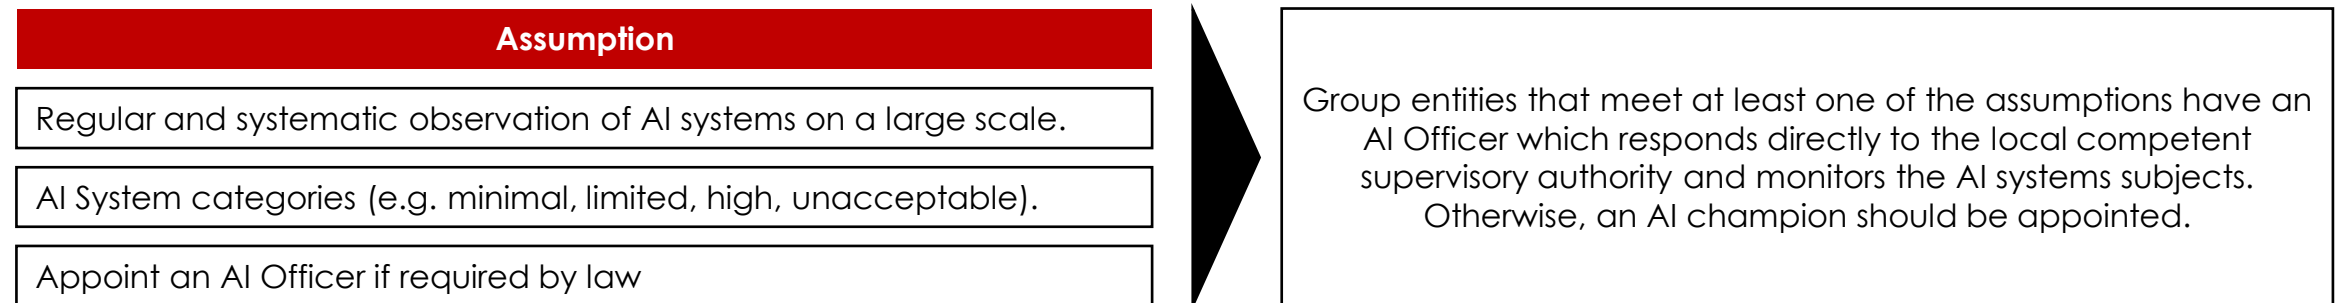 Assumption
Regular and systematic observation of AI systems on a large scale.
AI System categories (e.g. minimal, limited, high, unacceptable).
Appoint an AI Officer if required by law
Group entities that meet at least one of the assumptions have an
AI Officer which responds directly to the local competent
supervisory authority and monitors the AI systems subjects.
Otherwise, an AI champion should be appointed.